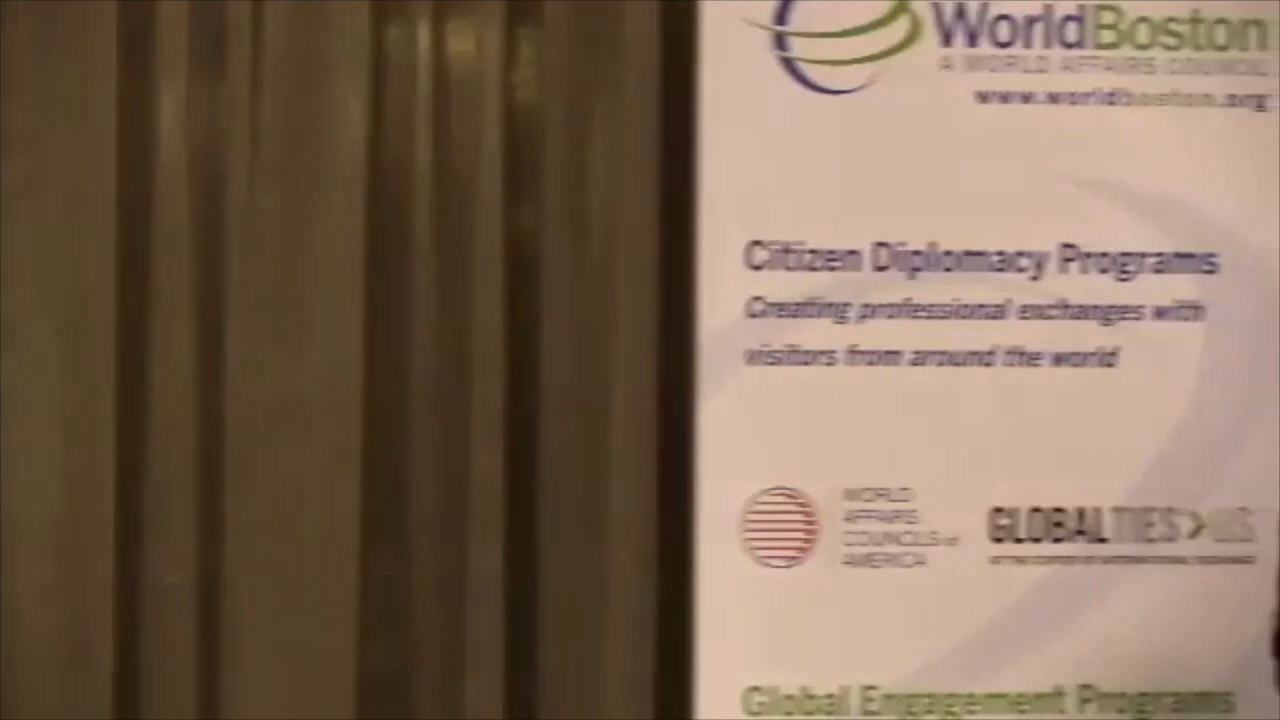 WorldBoston
A WORLD AFFAIRS COUNCIL
www.worldboston.org
Citizen Diplomacy Programs
Creating professional exchanges with
visitors from around the world
WORLD
AFFAIRS
COUNCILS of
AMERICA
GLOBALTIES>U.S.
Global Engagement Programs